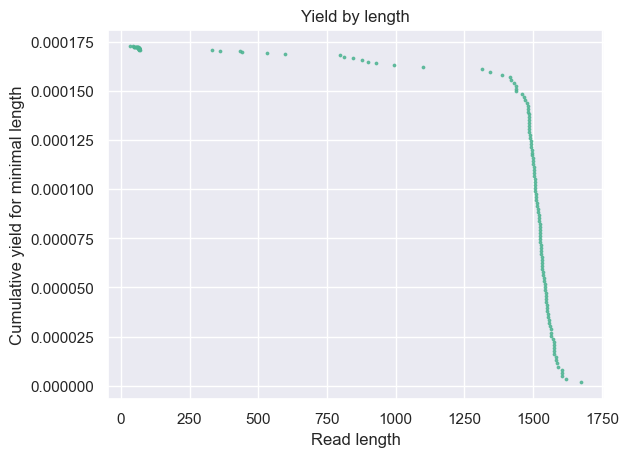 Yield by length
Cumulative yield for minimal length
0.000175
0.000150
0.000125
0.000100
0.000075
0.000050
0.000025
0.000000
0 250 500 750 1000 1250 1500 1750
Read length